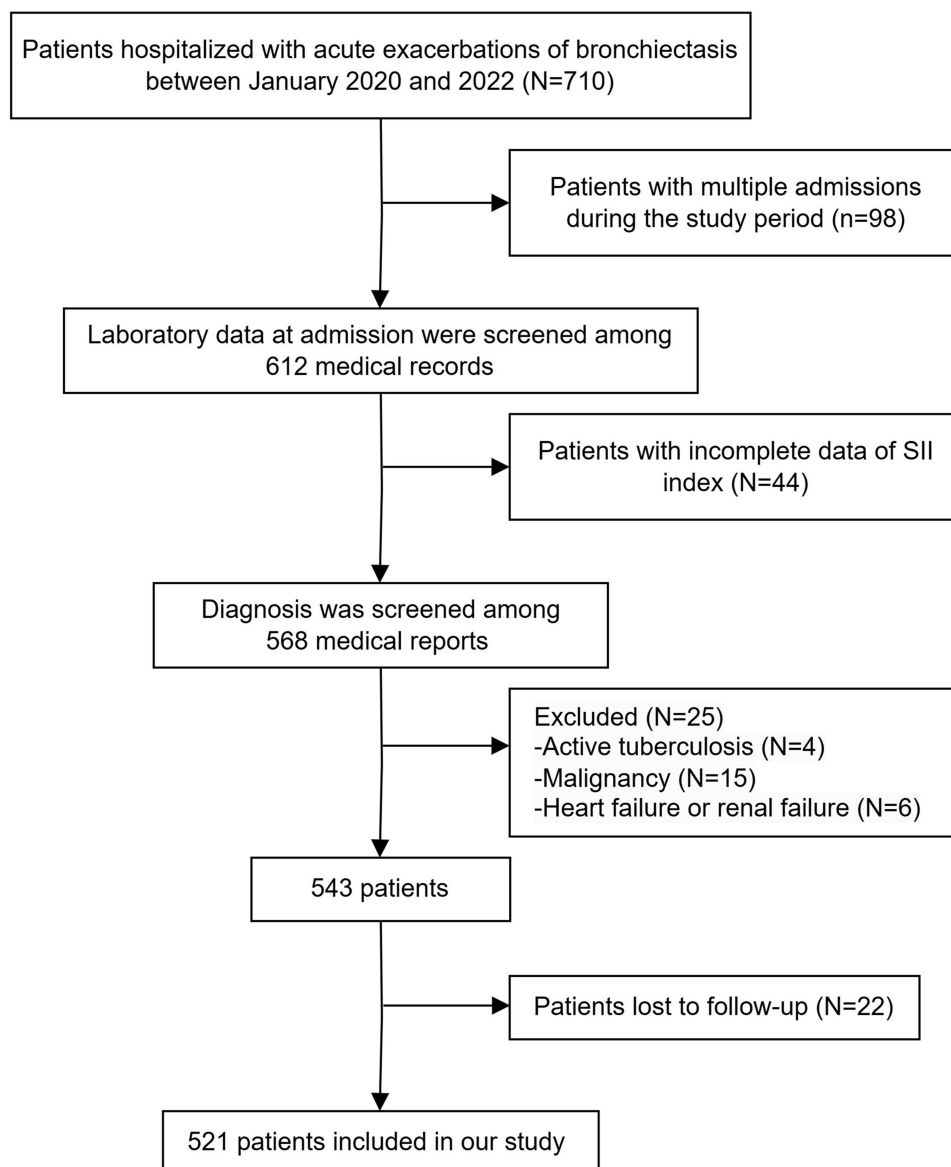 Patients hospitalized with acute exacerbations of bronchiectasis
between January 2020 and 2022 (N=710)
Patients with multiple admissions
during the study period (n=98)
Laboratory data at admission were screened among
612 medical records
Patients with incomplete data of SII
index (N=44)
Diagnosis was screened among
568 medical reports
Excluded (N=25)
-Active tuberculosis (N=4)
-Malignancy (N=15)
-Heart failure or renal failure (N=6)
543 patients
Patients lost to follow-up (N=22)
521 patients included in our study